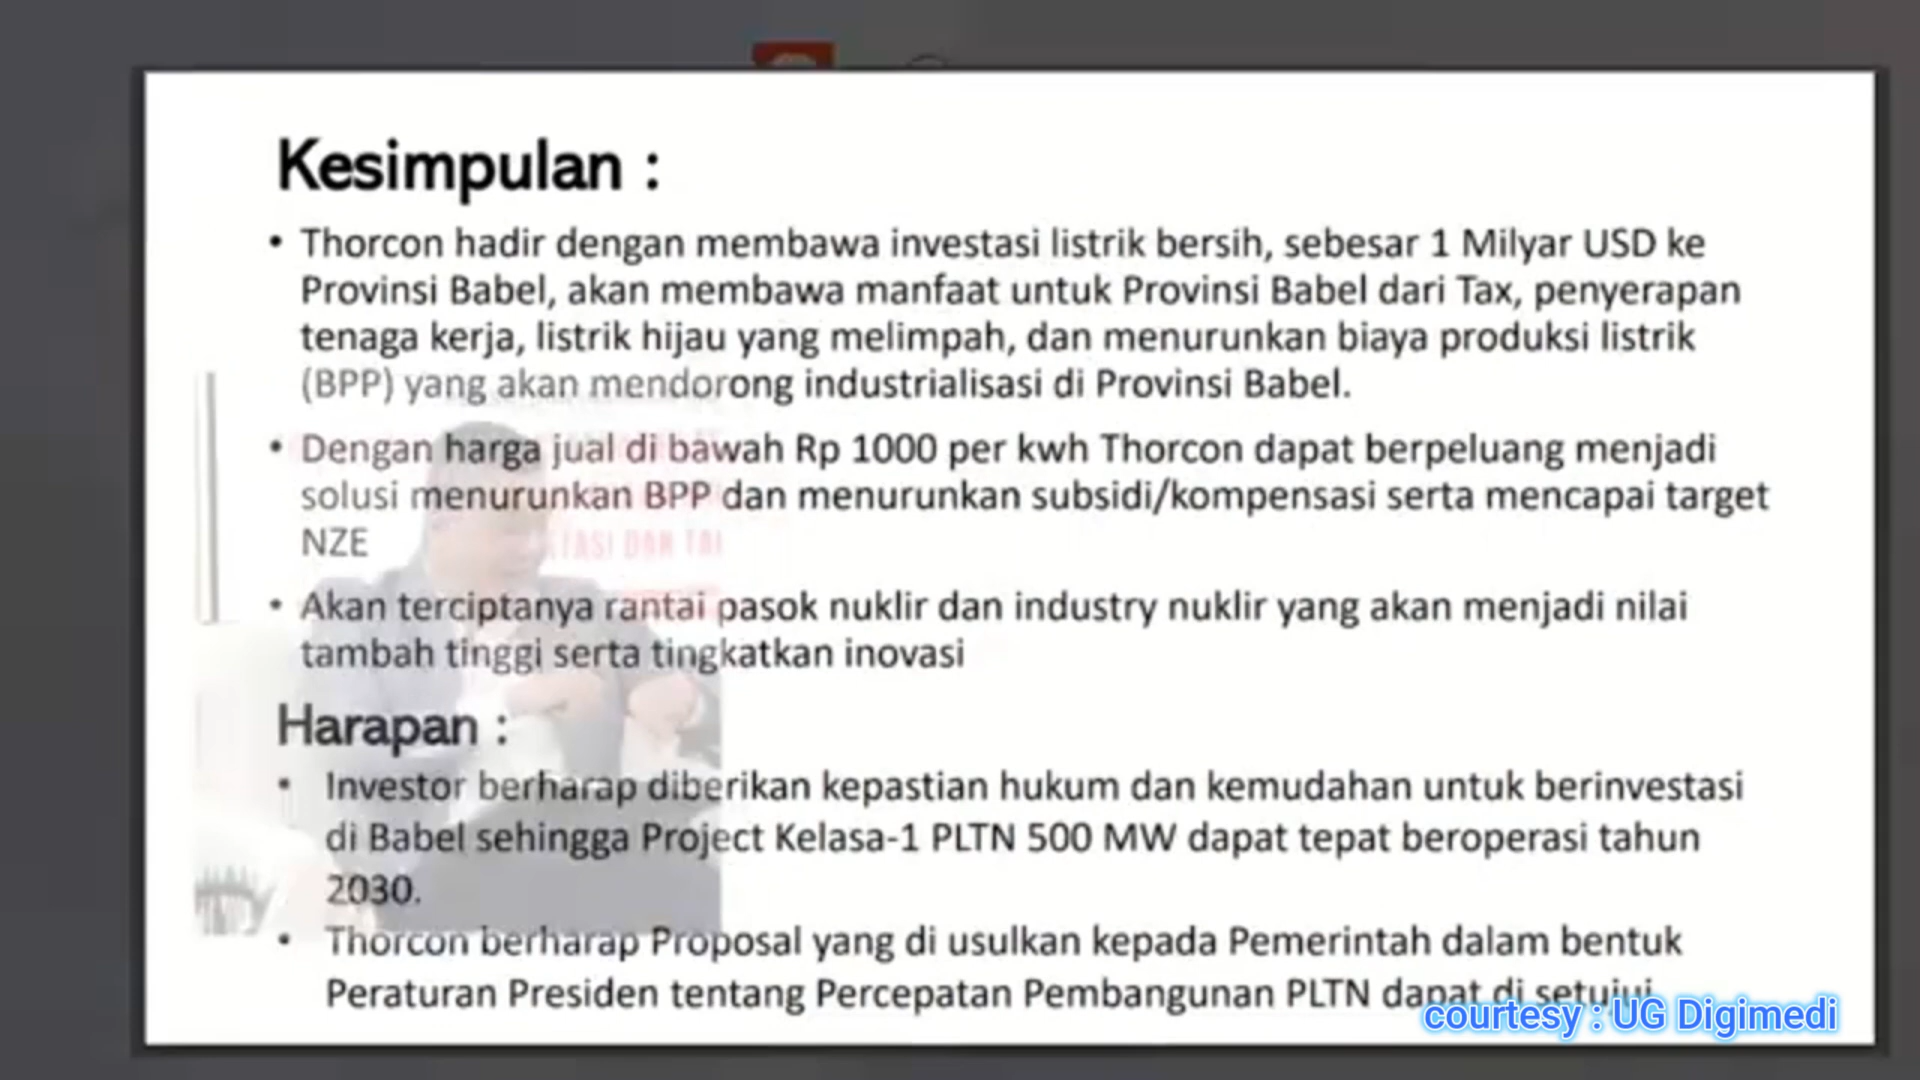 Kesimpulan :
• Thorcon hadir dengan membawa investasi listrik bersih, sebesar 1 Milyar USD ke
Provinsi Babel, akan membawa manfaat untuk Provinsi Babel dari Tax, penyerapan
tenaga kerja, listrik hijau yang melimpah, dan menurunkan biaya produksi listrik
(BPP) yang akan mendorong industrialisasi di Provinsi Babel.
• Dengan harga jual di bawah Rp 1000 per kwh Thorcon dapat berpeluang menjadi
solusi menurunkan BPP dan menurunkan subsidi/kompensasi serta mencapai target
NZE
• Akan terciptanya rantai pasok nuklir dan industry nuklir yang akan menjadi nilai
tambah tinggi serta tingkatkan inovasi
Harapan :
• Investor berharap diberikan kepastian hukum dan kemudahan untuk berinvestasi
di Babel sehingga Project Kelasa-1 PLTN 500 MW dapat tepat beroperasi tahun
2030.
• Thorcon berharap Proposal yang di usulkan kepada Pemerintah dalam bentuk
Peraturan Presiden tentang Percepatan Pembangunan PLTN dapat di setujui
courtesy : UG Digimedi